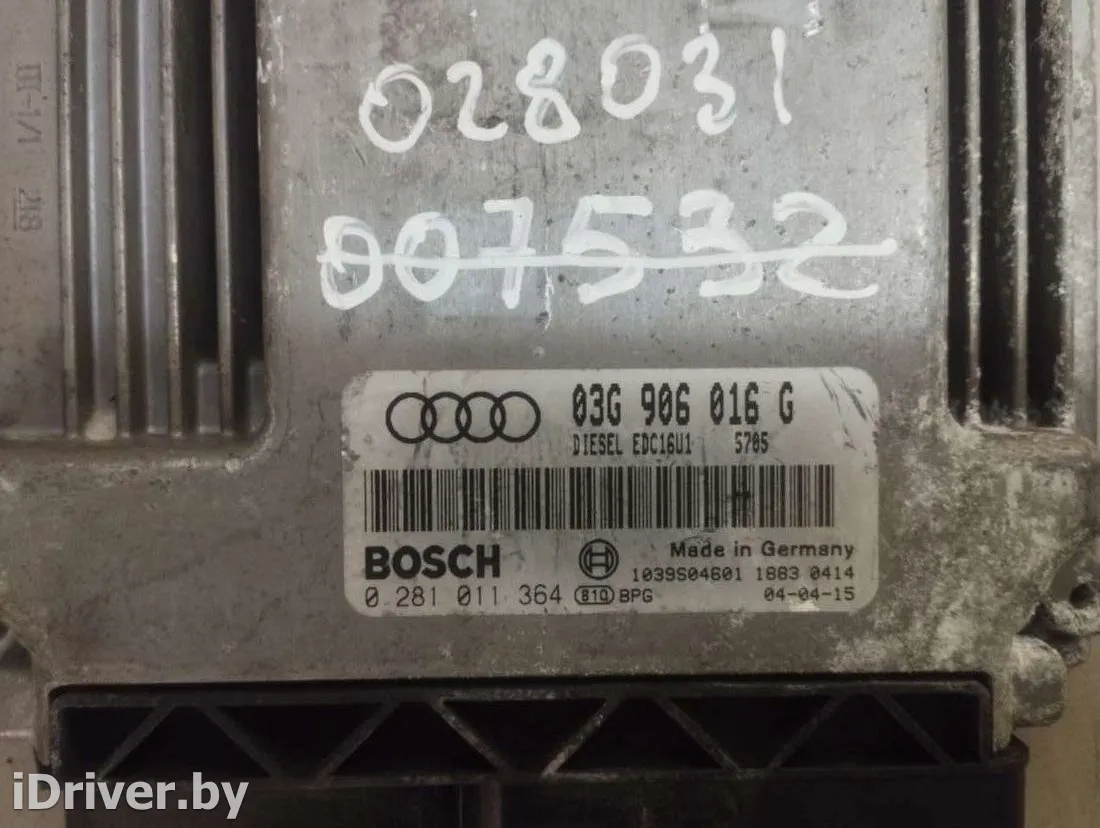 028031
007532
03G 906 016 G
DIESEL EDC16U1 5705
BOSCH
Made in Germany
1039S04601 1883 0414
0 281 011 364 810 BPG 04-04-15
iDriver.by